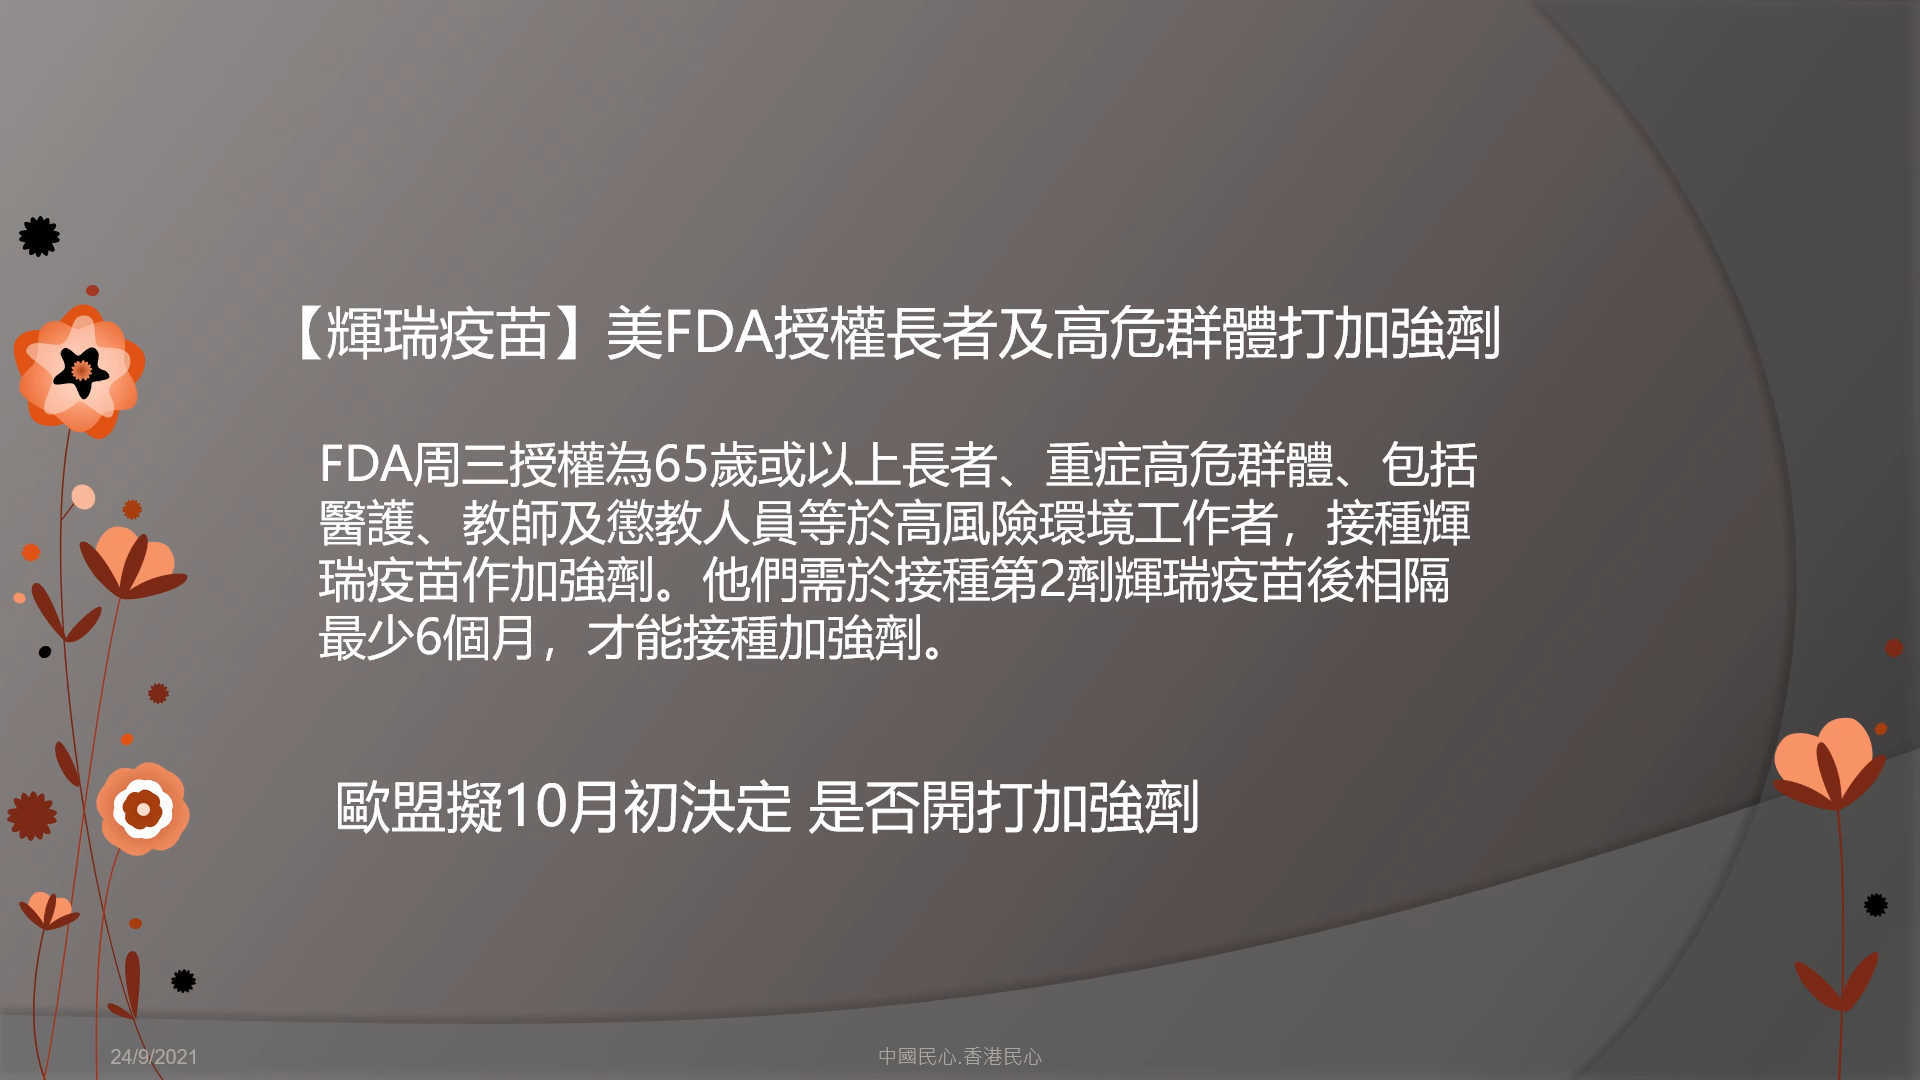 【輝瑞疫苗】美FDA授權長者及高危群體打加強劑
FDA周三授權為65歲或以上長者、重症高危群體、包括
醫護、教師及懲教人員等於高風險環境工作者，接種輝
瑞疫苗作加強劑。他們需於接種第2劑輝瑞疫苗後相隔
最少6個月，才能接種加強劑。
歐盟擬10月初決定 是否開打加強劑
24/9/2021
中國民心.香港民心